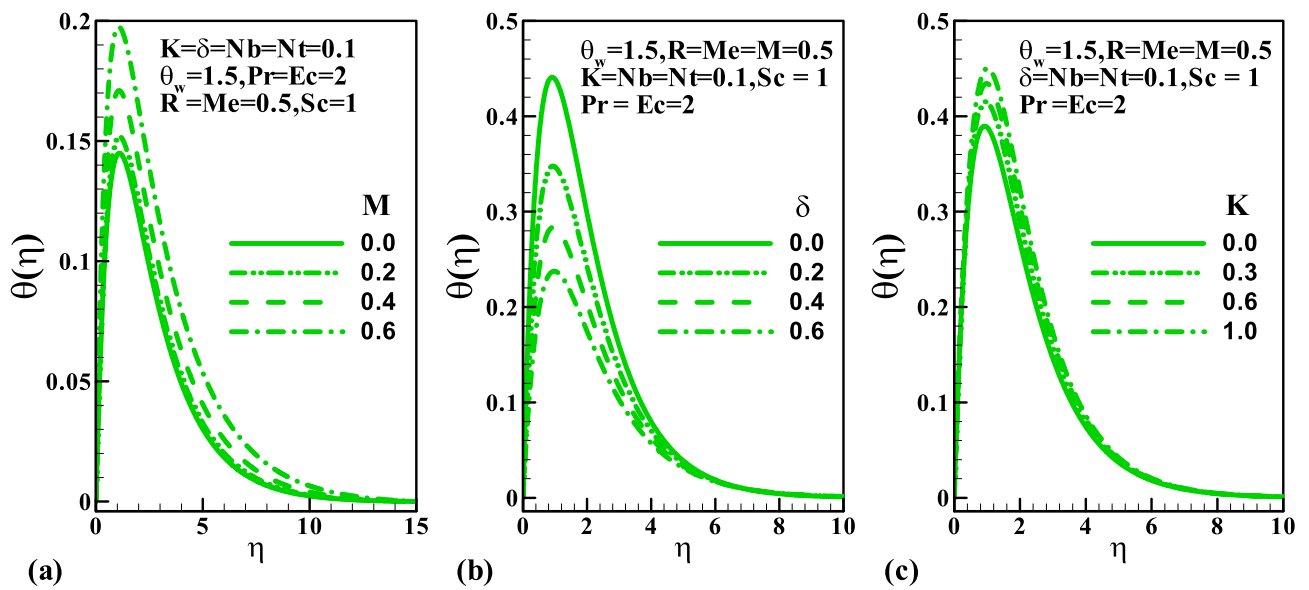 0.2
0.15
0.1
0.05
0
θ(η)
K=δ=Nb=Nt=0.1
θw=1.5,Pr=Ec=2
R=Me=0.5,Sc=1
M
0.0
0.2
0.4
0.6
0 5 10 15
η
(a)
0.5
0.4
0.3
0.2
0.1
0
θ(η)
θw=1.5,R=Me=M=0.5
K=Nb=Nt=0.1,Sc = 1
Pr = Ec=2
δ
0.0
0.2
0.4
0.6
0 2 4 6 8 10
η
(b)
0.5
0.4
0.3
0.2
0.1
0
θ(η)
θw=1.5,R=Me=M=0.5
δ=Nb=Nt=0.1,Sc = 1
Pr = Ec=2
K
0.0
0.3
0.6
1.0
0 2 4 6 8 10
η
(c)